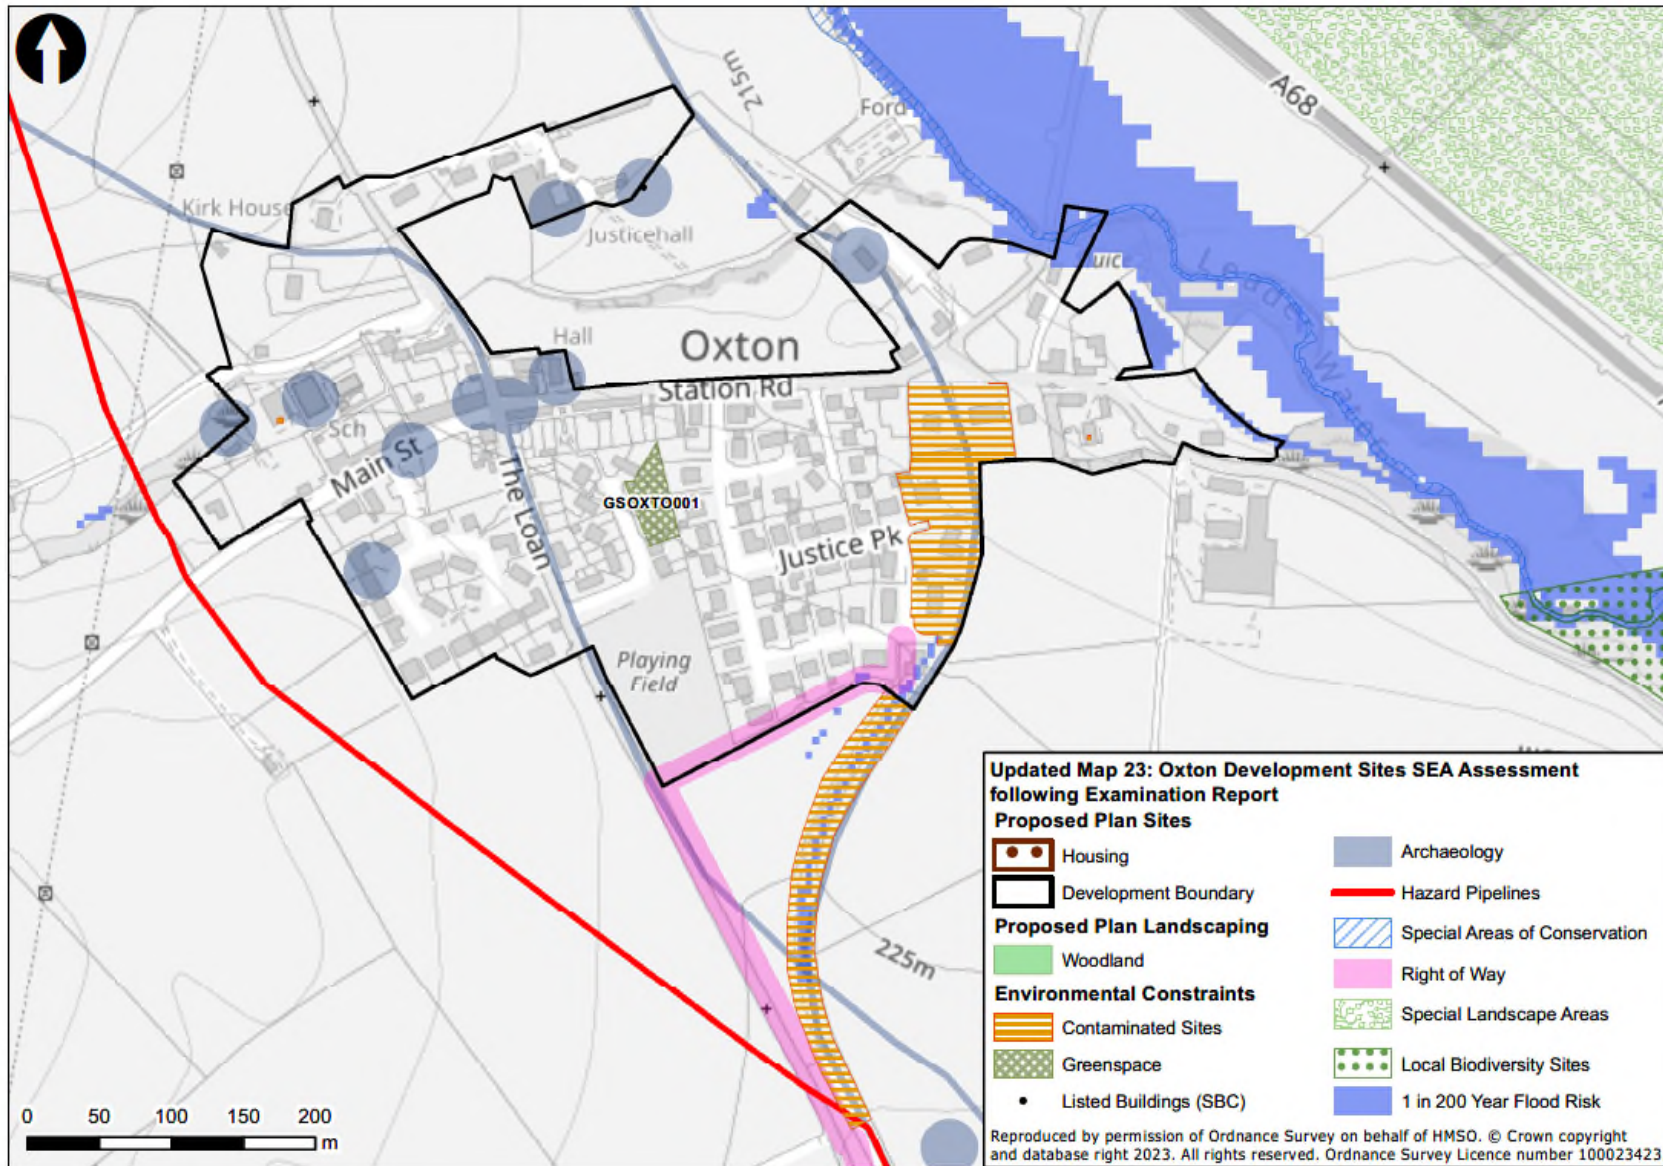 215m
A68
Ford
Kirk House
Justicehall
Leader Water
Hall
Oxton
Station Rd
Sch
Main St
The Loan
GSOXTO001
Justice Pk
Playing
Field
225m
0 50 100 150 200
m
Updated Map 23: Oxton Development Sites SEA Assessment
following Examination Report
Proposed Plan Sites
Housing
Development Boundary
Proposed Plan Landscaping
Woodland
Environmental Constraints
Contaminated Sites
Greenspace
Listed Buildings (SBC)
Archaeology
Hazard Pipelines
Special Areas of Conservation
Right of Way
Special Landscape Areas
Local Biodiversity Sites
1 in 200 Year Flood Risk
Reproduced by permission of Ordnance Survey on behalf of HMSO. © Crown copyright
and database right 2023. All rights reserved. Ordnance Survey Licence number 100023423